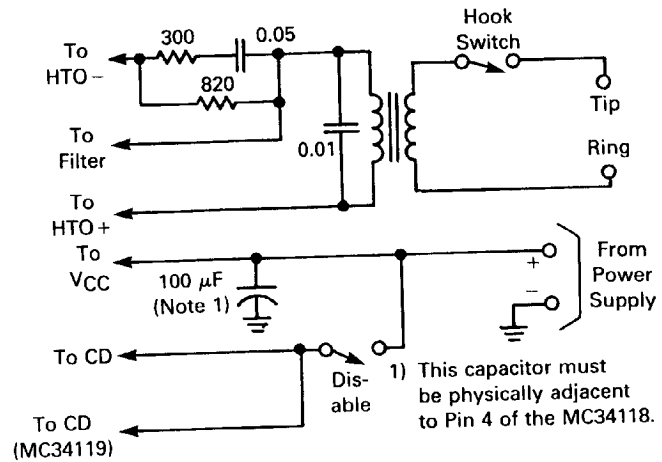 To
HTO –
300
0.05
820
To
Filter
0.01
To
HTO +
Hook
Switch
Tip
Ring
To
VCC
100 μF
(Note 1)
+
–
From
Power
Supply
To CD
Dis-
able
To CD
(MC34119)
1) This capacitor must
be physically adjacent
to Pin 4 of the MC34118.